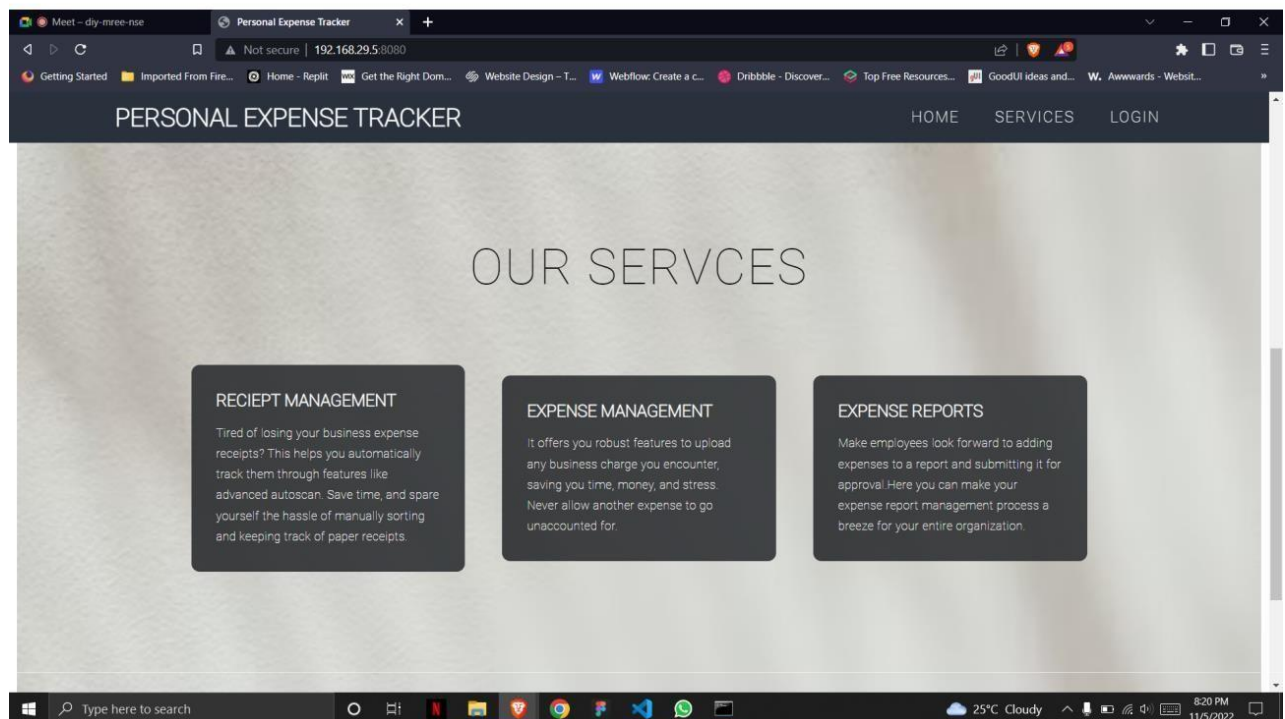 Meet – diy-mree-nse
Personal Expense Tracker
Not secure | 192.168.29.5:8080
Getting Started
Imported From Fire...
Home - Replit
WIX Get the Right Dom...
Website Design – T...
W Webflow: Create a c...
Dribbble - Discover...
Top Free Resources...
gUI GoodUI ideas and...
W. Awwwards - Websit...
»
PERSONAL EXPENSE TRACKER
HOME SERVICES LOGIN
OUR SERVCES
RECIEPT MANAGEMENT
Tired of losing your business expense
receipts? This helps you automatically
track them through features like
advanced autoscan. Save time, and spare
yourself the hassle of manually sorting
and keeping track of paper receipts.
EXPENSE MANAGEMENT
It offers you robust features to upload
any business charge you encounter,
saving you time, money, and stress.
Never allow another expense to go
unaccounted for.
EXPENSE REPORTS
Make employees look forward to adding
expenses to a report and submitting it for
approval.Here you can make your
expense report management process a
breeze for your entire organization.
Type here to search
25°C Cloudy
8:20 PM
11/5/2022